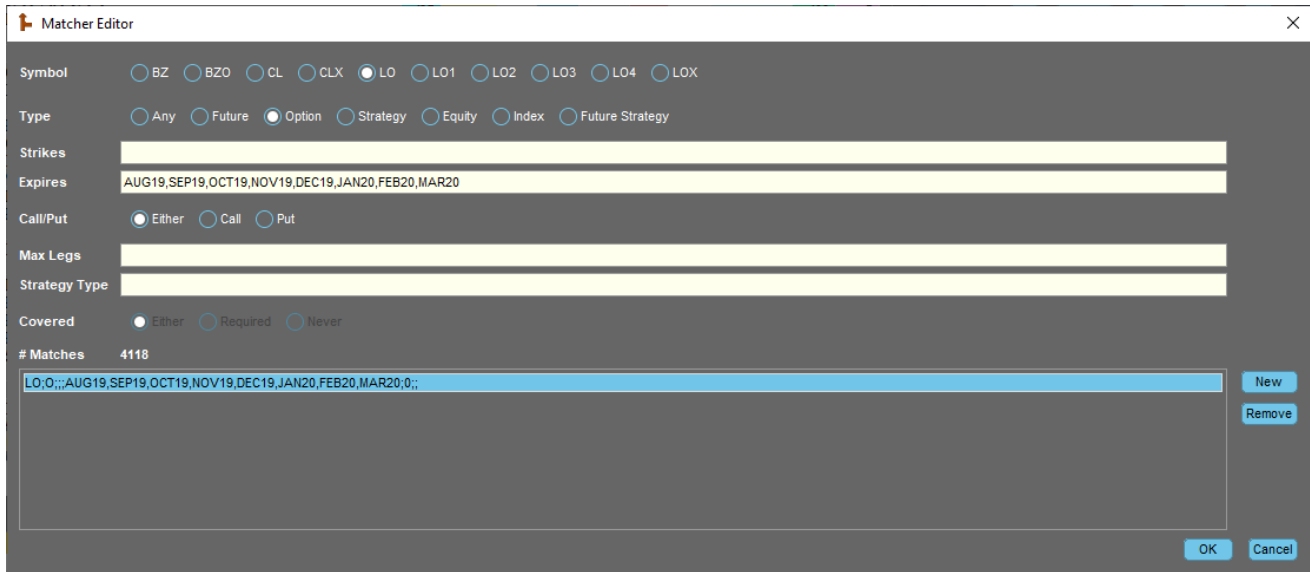 Matcher Editor
Symbol BZ BZO CL CLX LO LO1 LO2 LO3 LO4 LOX
Type Any Future Option Strategy Equity Index Future Strategy
Strikes
Expires AUG19,SEP19,OCT19,NOV19,DEC19,JAN20,FEB20,MAR20
Call/Put Either Call Put
Max Legs
Strategy Type
Covered Either Required Never
# Matches 4118
LO;O;;;AUG19,SEP19,OCT19,NOV19,DEC19,JAN20,FEB20,MAR20;0;;
New
Remove
OK Cancel